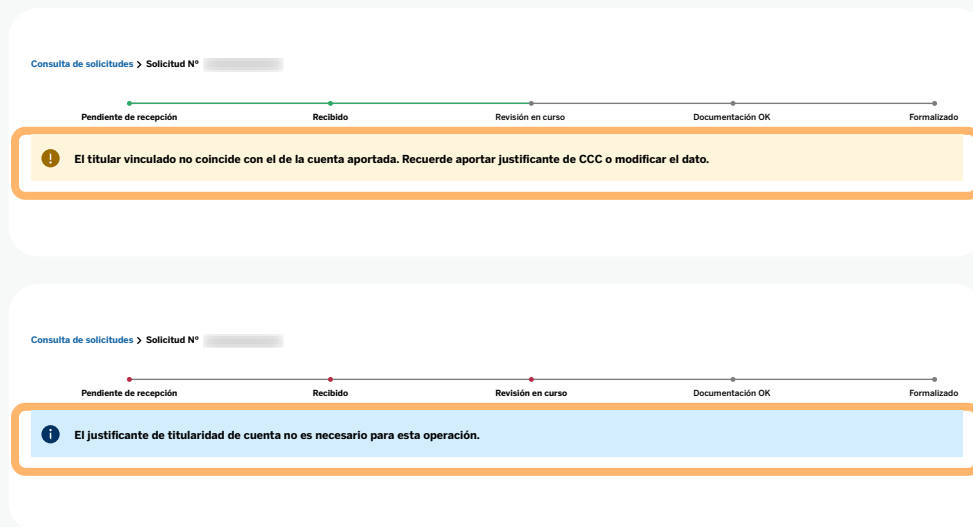 Consulta de solicitudes > Solicitud Nº
Pendiente de recepción Recibido Revisión en curso Documentación OK Formalizado
El titular vinculado no coincide con el de la cuenta aportada. Recuerde aportar justificante de CCC o modificar el dato.
Consulta de solicitudes > Solicitud Nº
Pendiente de recepción Recibido Revisión en curso Documentación OK Formalizado
El justificante de titularidad de cuenta no es necesario para esta operación.